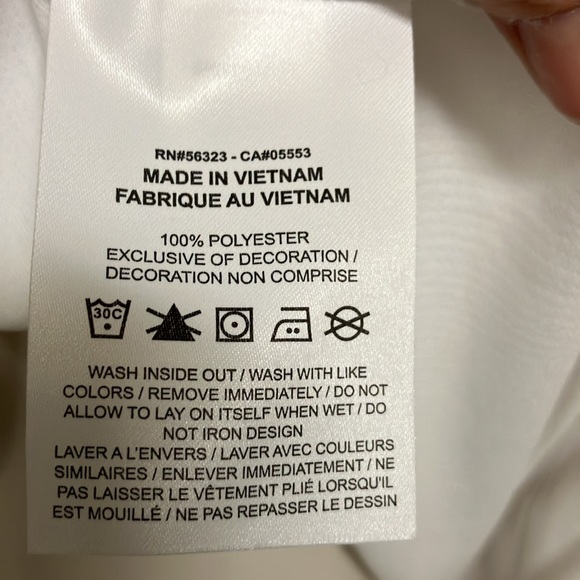 RN#56323 - CA#05553
MADE IN VIETNAM
FABRIQUE AU VIETNAM
100% POLYESTER
EXCLUSIVE OF DECORATION /
DECORATION NON COMPRISE
30C
WASH INSIDE OUT / WASH WITH LIKE
COLORS / REMOVE IMMEDIATELY / DO NOT
ALLOW TO LAY ON ITSELF WHEN WET / DO
NOT IRON DESIGN
LAVER A L'ENVERS / LAVER AVEC COULEURS
SIMILAIRES / ENLEVER IMMEDIATEMENT / NE
PAS LAISSER LE VÊTEMENT PLIÉ LORSQU'IL
EST MOUILLÉ / NE PAS REPASSER LE DESSIN